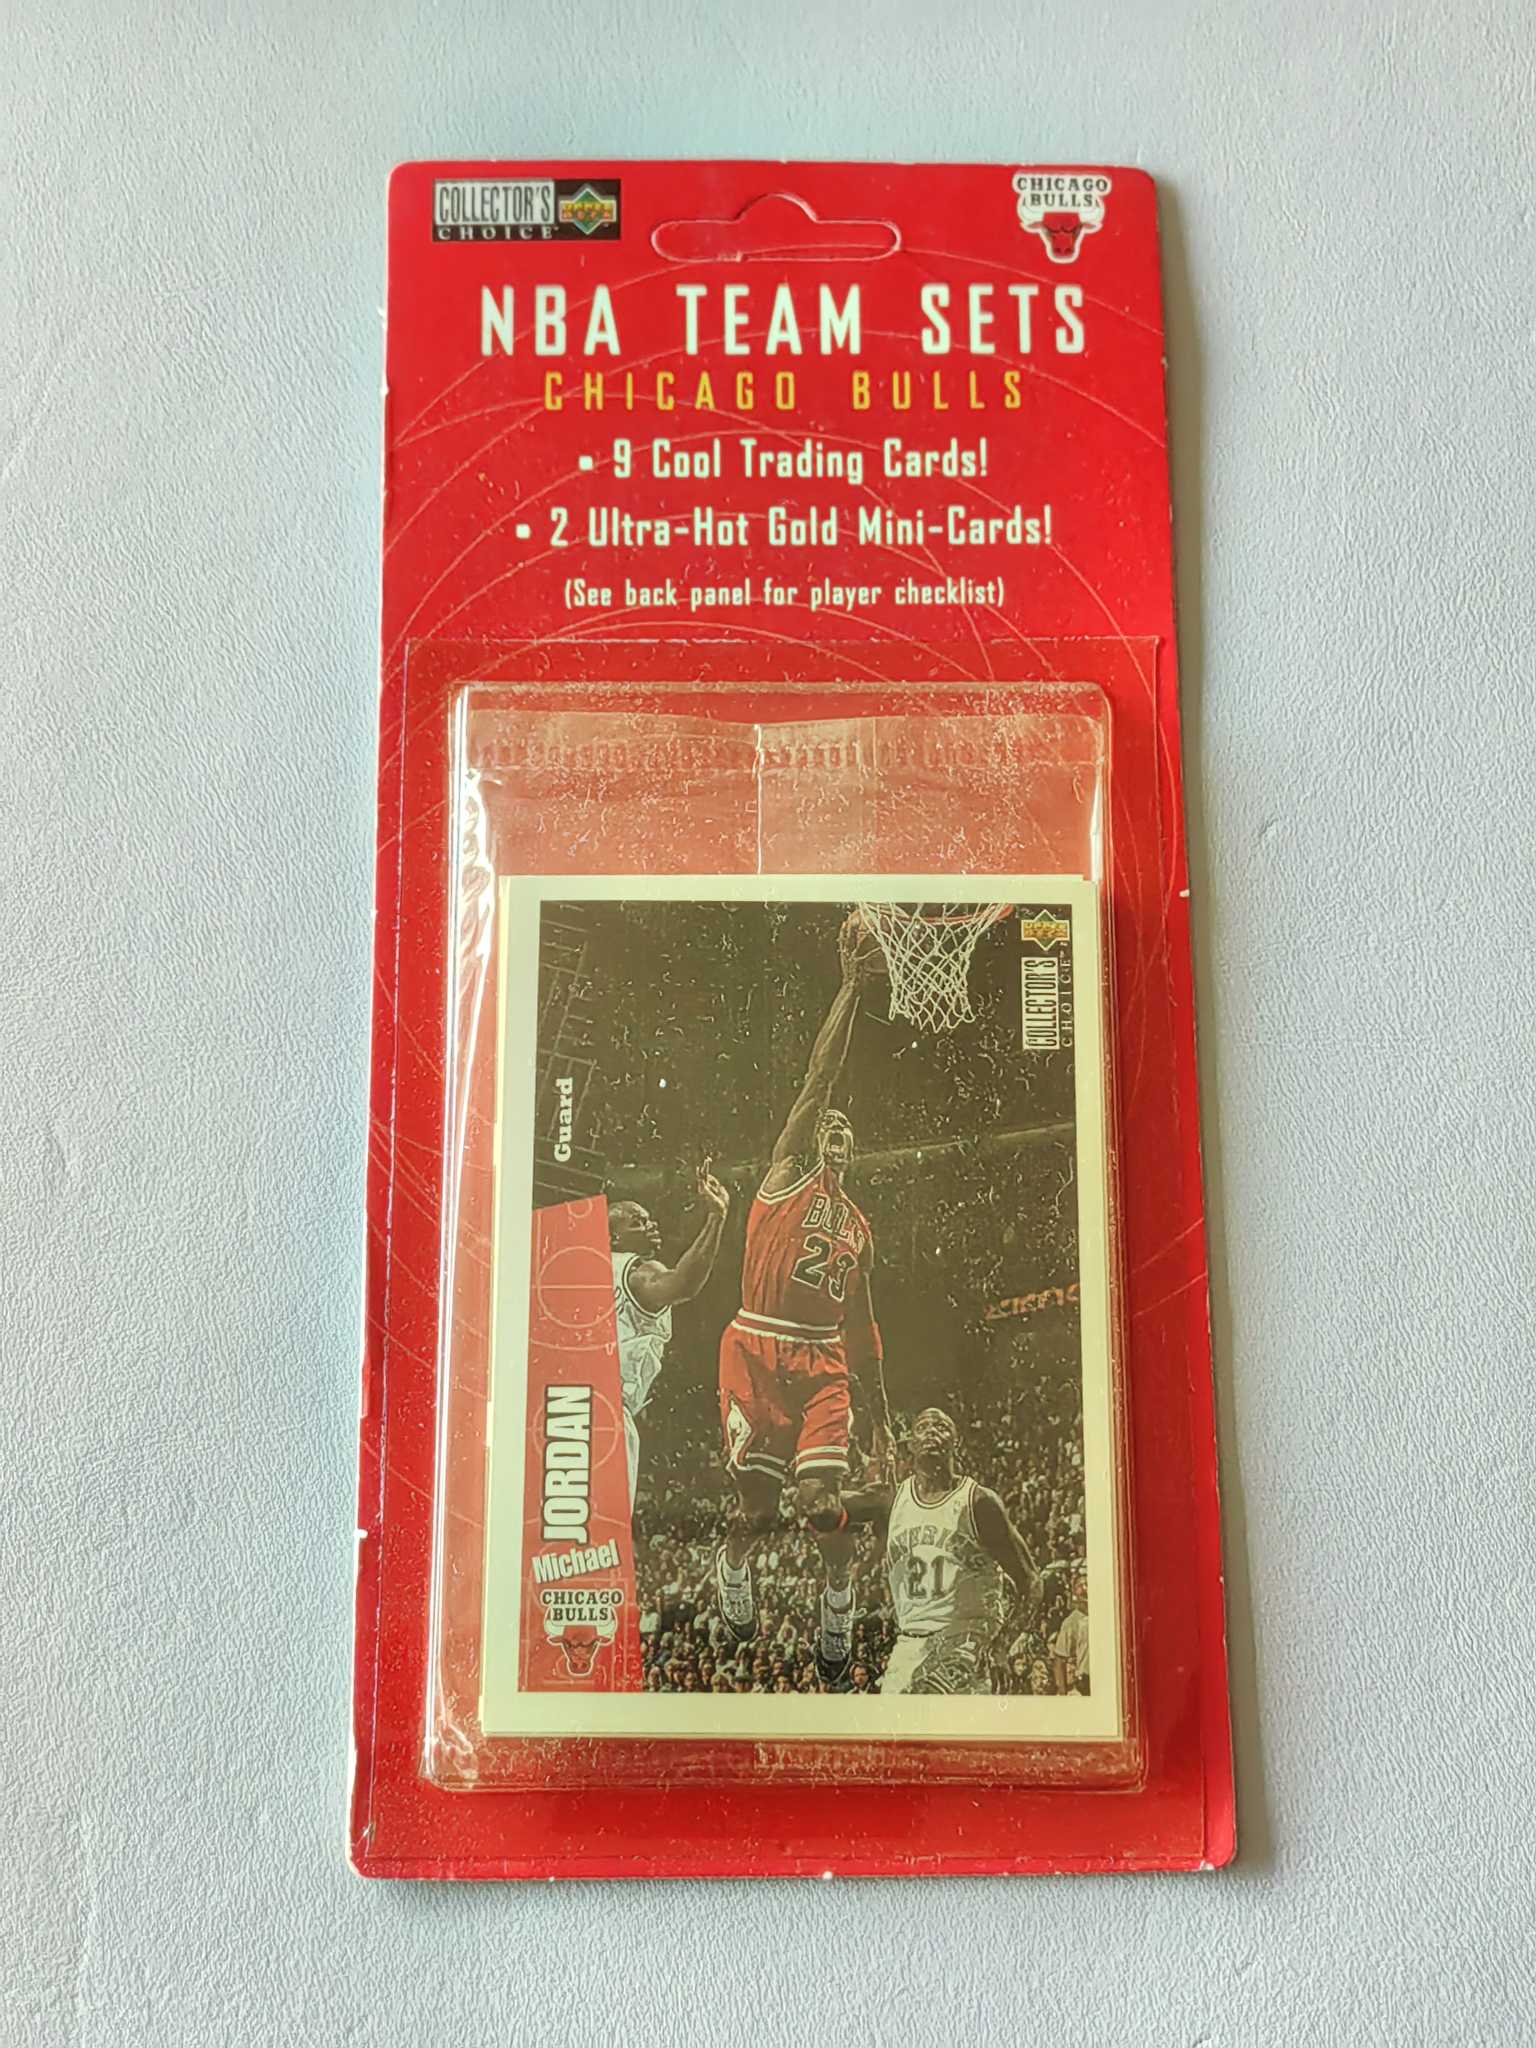 COLLECTOR'S
CHOICE
UPPER
DECK
CHICAGO
BULLS
NBA TEAM SETS
CHICAGO BULLS
• 9 Cool Trading Cards!
• 2 Ultra-Hot Gold Mini-Cards!
(See back panel for player checklist)
UPPER
DECK
COLLECTOR'S
CHOICE
Guard
BULLS
23
JORDAN
Michael
21
CHICAGO
BULLS